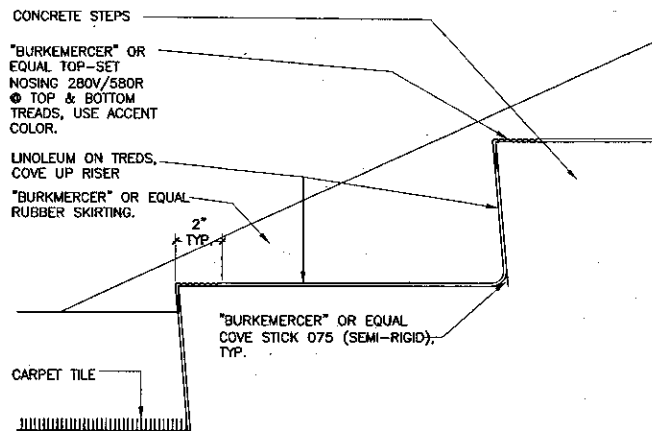 CONCRETE STEPS
"BURKEMERCER" OR
EQUAL TOP-SET
NOSING 280V/580R
@ TOP & BOTTOM
TREADS, USE ACCENT
COLOR.
LINOLEUM ON TREDS,
COVE UP RISER
"BURKMERCER" OR EQUAL
RUBBER SKIRTING.
2"
TYP.
"BURKEMERCER" OR EQUAL
COVE STICK 075 (SEMI-RIGID),
TYP.
CARPET TILE